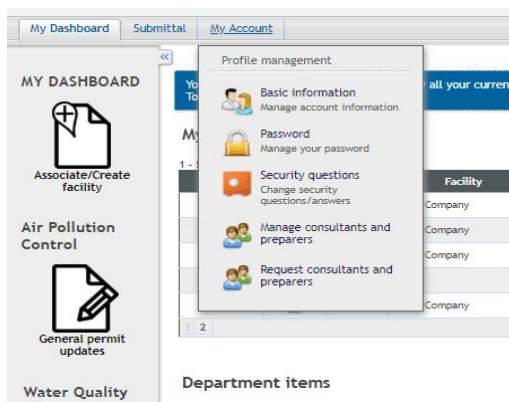 My Dashboard Submittal My Account
«
MY DASHBOARD
Associate/Create
facility
Air Pollution
Control
General permit
updates
Water Quality
Profile management
Basic information
Manage account information
Password
Manage your password
Security questions
Change security
questions/answers
Manage consultants and
preparers
Request consultants and
preparers
Yo
To
all your curren
My
1 -
Facility
Company
Company
Company
Company
1 2
Department items